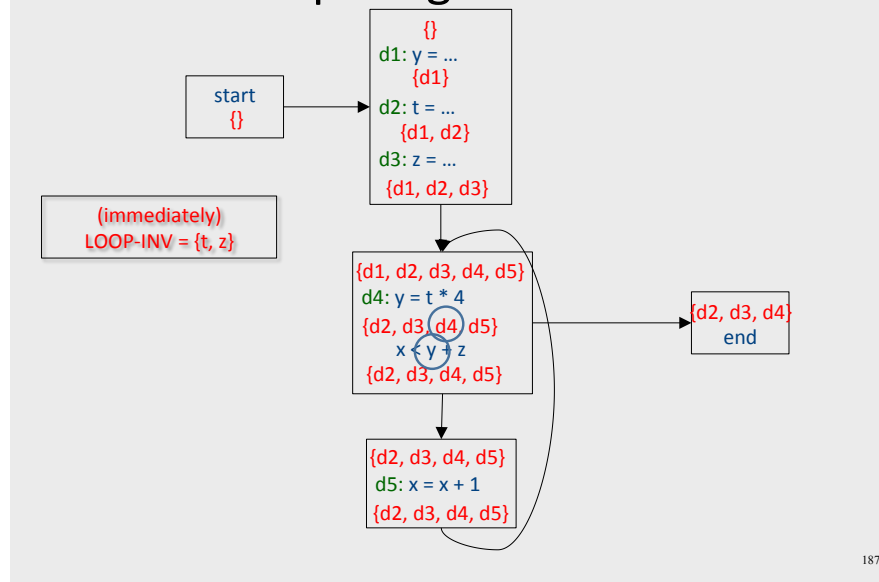 {}
d1: y = ...
{d1}
start
{}
d2: t = ...
{d1, d2}
d3: z = ...
{d1, d2, d3}
(immediately)
LOOP-INV = {t, z}
{d1, d2, d3, d4, d5}
d4: y = t * 4
{d2, d3, d4, d5}
x < y + z
{d2, d3, d4, d5}
{d2, d3, d4}
end
{d2, d3, d4, d5}
d5: x = x + 1
{d2, d3, d4, d5}
187